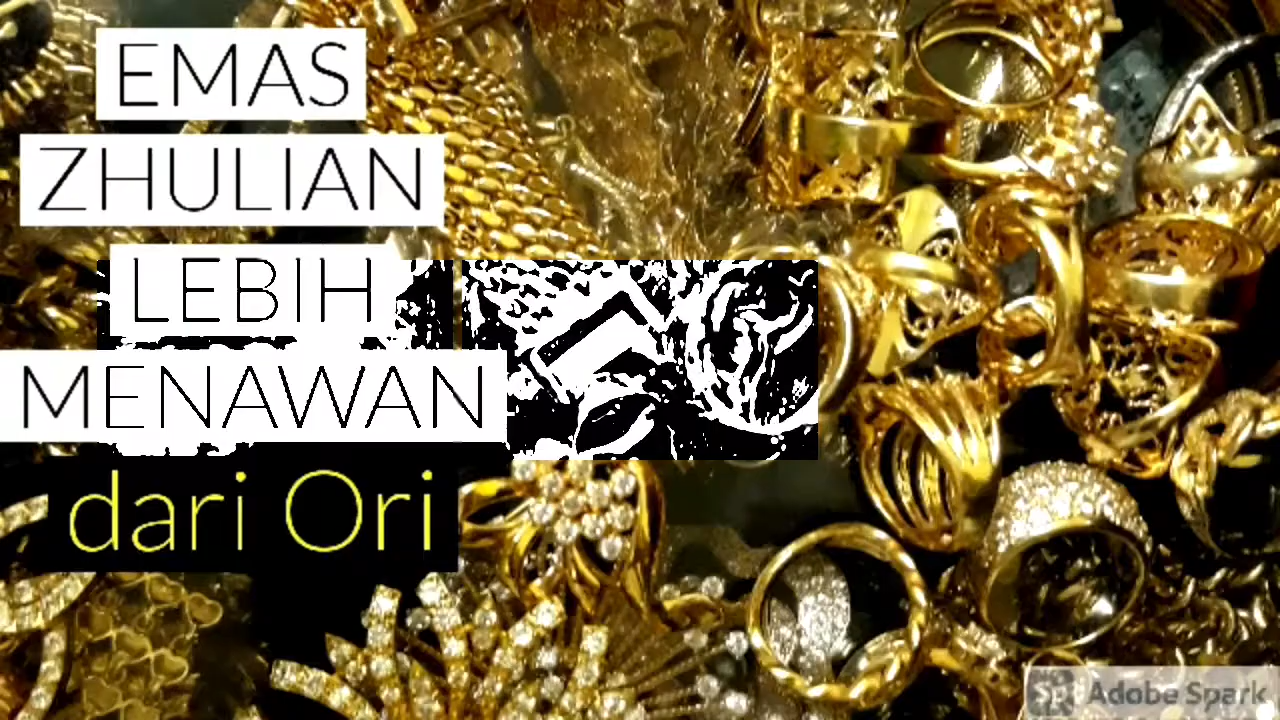 EMAS
ZHULIAN
LEBIH
MENAWAN
dari Ori
Adobe Spark